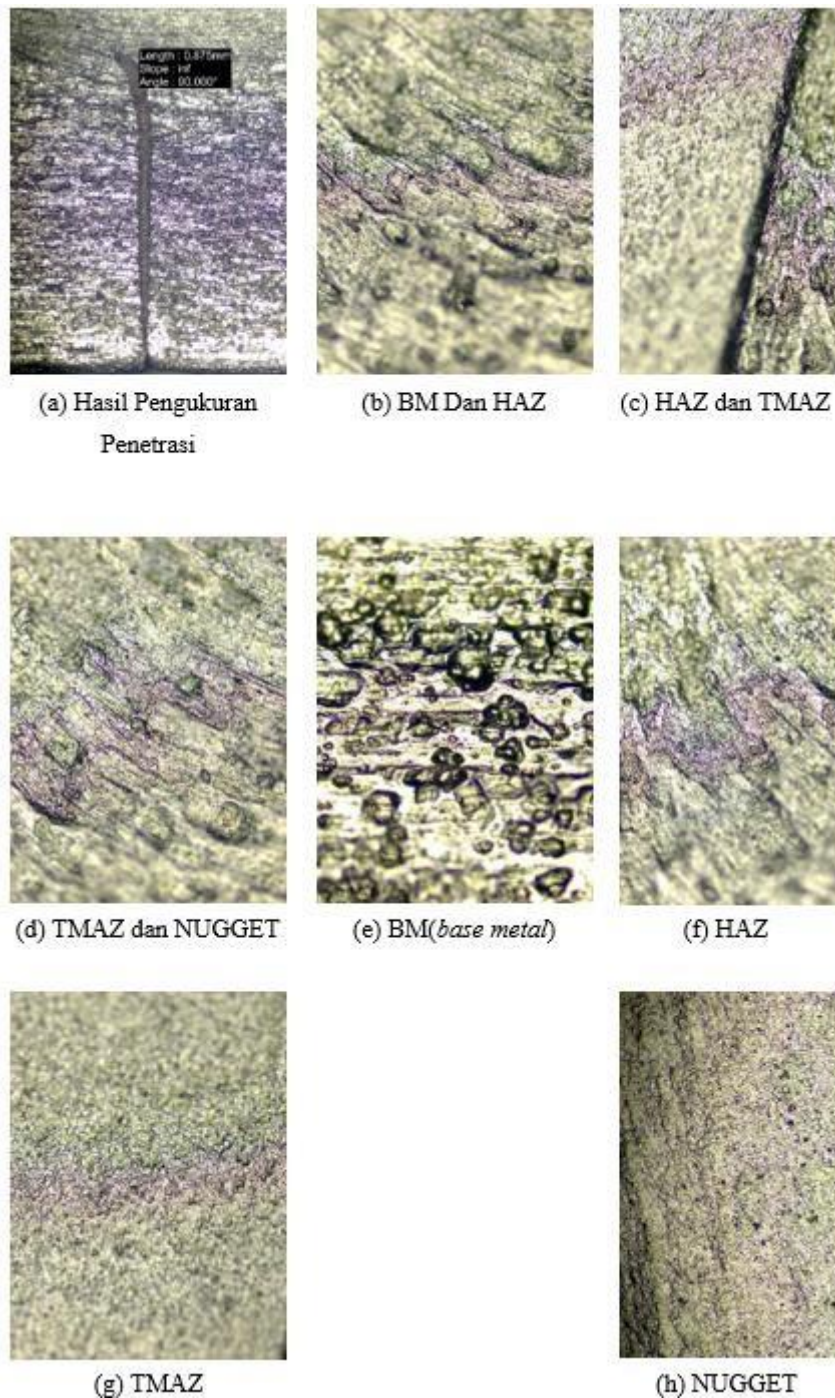 Length : 0.875mm
Slope : inf
Angle : 90.000°
(a) Hasil Pengukuran
Penetrasi
(b) BM Dan HAZ
(c) HAZ dan TMAZ
(d) TMAZ dan NUGGET
(e) BM(base metal)
(f) HAZ
(g) TMAZ
(h) NUGGET